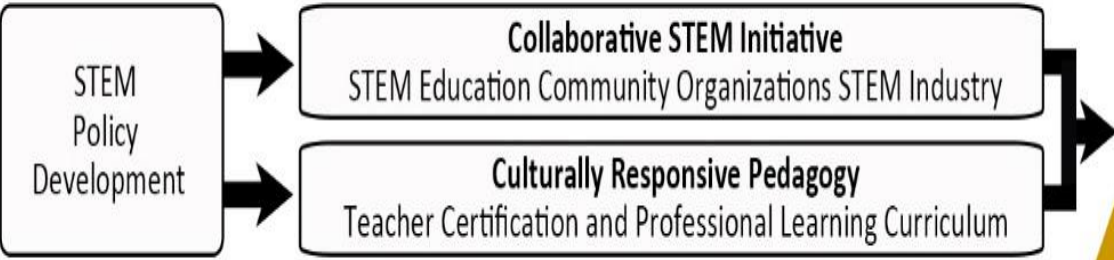 STEM
Policy
Development
Collaborative STEM Initiative
STEM Education Community Organizations STEM Industry
Culturally Responsive Pedagogy
Teacher Certification and Professional Learning Curriculum